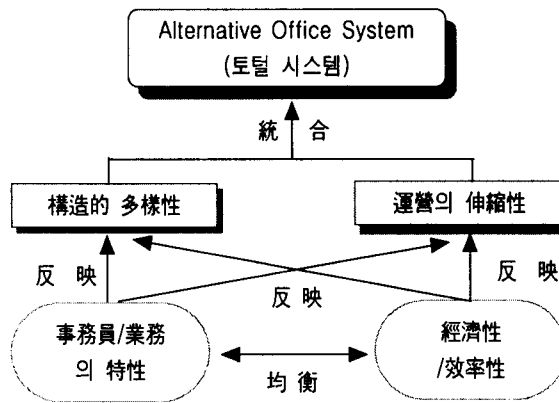 Alternative Office System
(토털 시스템)
統 合
構造的 多樣性
運營의 伸縮性
反 映
反 映
反 映
事務員/業務
의 特性
經濟性
/效率性
均 衡